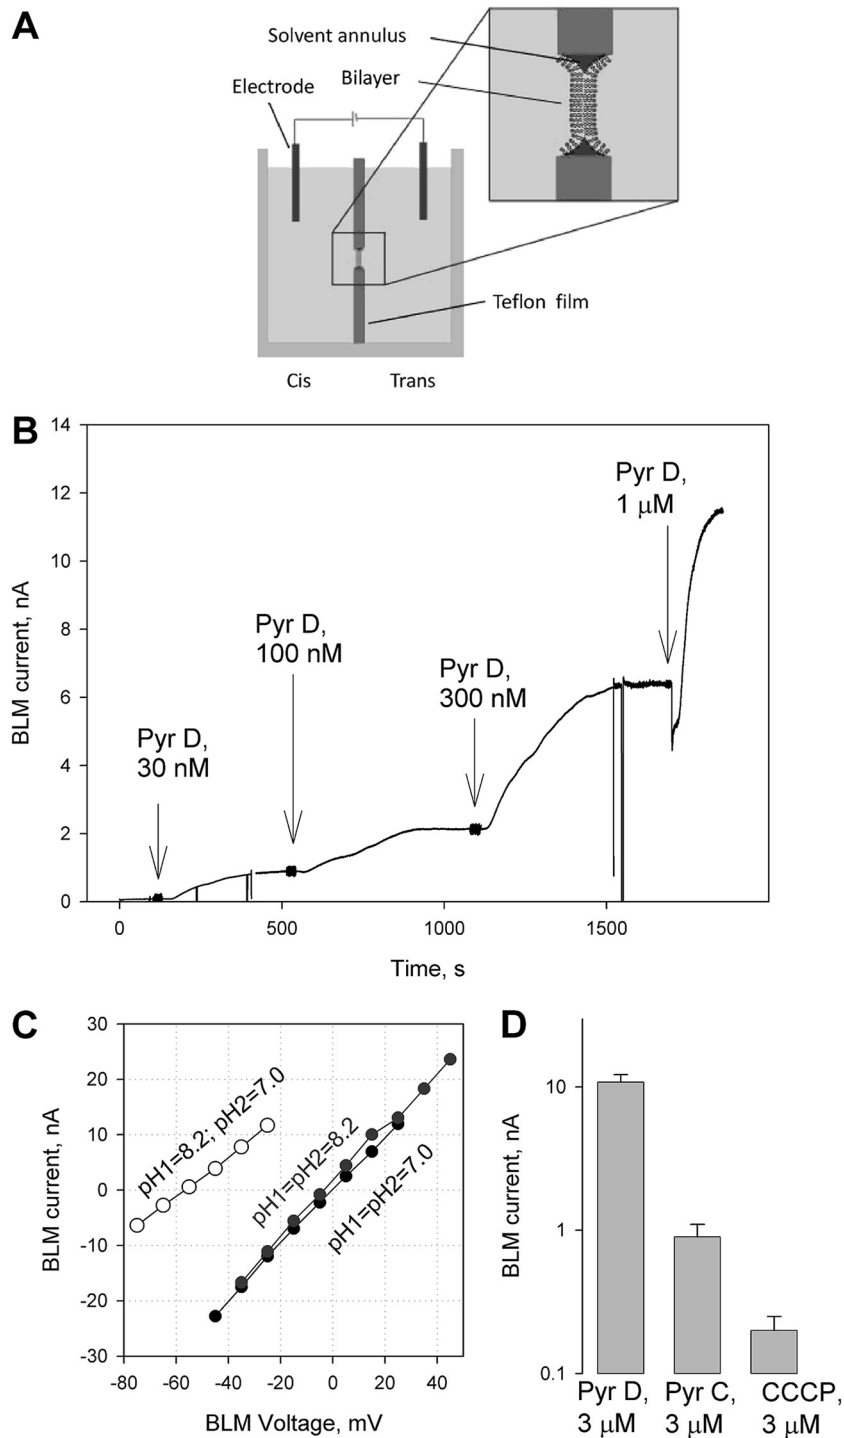 A
Solvent annulus
Bilayer
Electrode
Teflon film
Cis
Trans
B
14
12
10
8
6
4
2
0
BLM current, nA
Pyr D,
30 nM
Pyr D,
100 nM
Pyr D,
300 nM
Pyr D,
1 μM
0
500
1000
1500
Time, s
C
30
20
10
0
-10
-20
-30
BLM current, nA
pH1=8.2; pH2=7.0
pH1=pH2=8.2
pH1=pH2=7.0
-80
-60
-40
-20
0
20
40
BLM Voltage, mV
D
10
1
0.1
BLM current, nA
Pyr D,
3 μM
Pyr C,
3 μM
CCCP,
3 μM